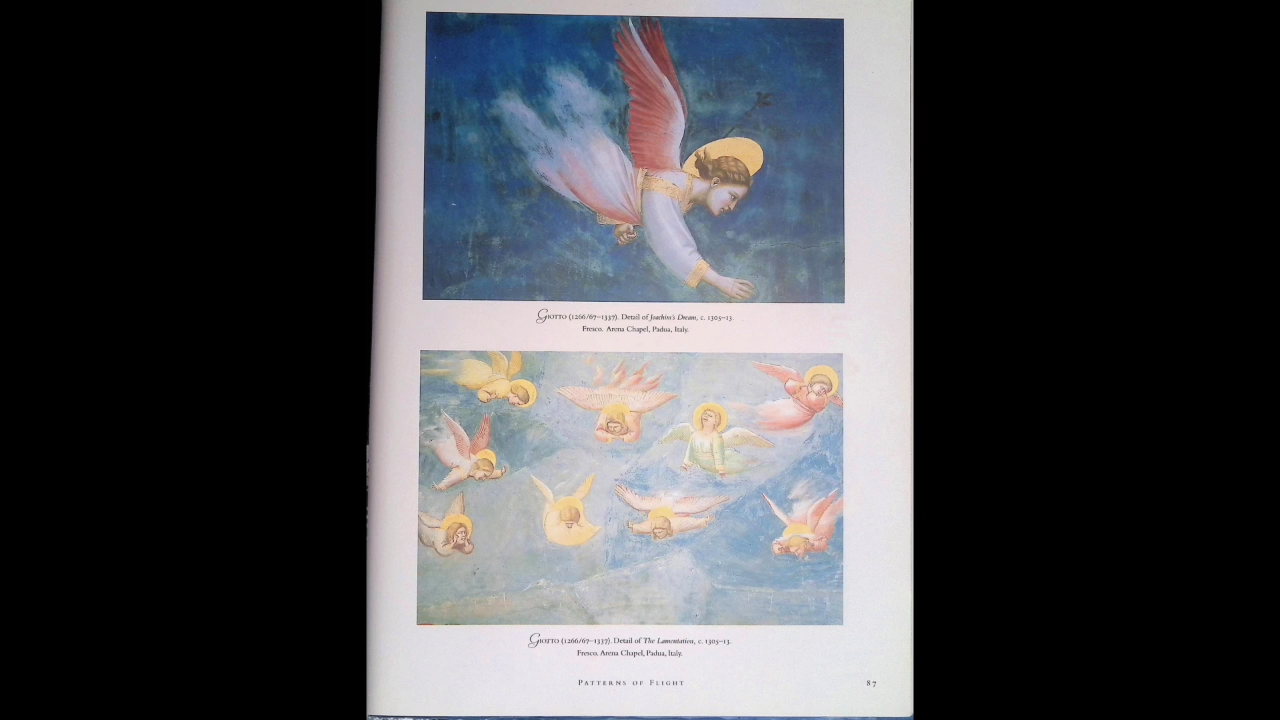 GIOTTO (1266/67–1337). Detail of Joachim's Dream, c. 1305–13.
Fresco. Arena Chapel, Padua, Italy.
GIOTTO (1266/67–1337). Detail of The Lamentation, c. 1305–13.
Fresco. Arena Chapel, Padua, Italy.
PATTERNS OF FLIGHT 87